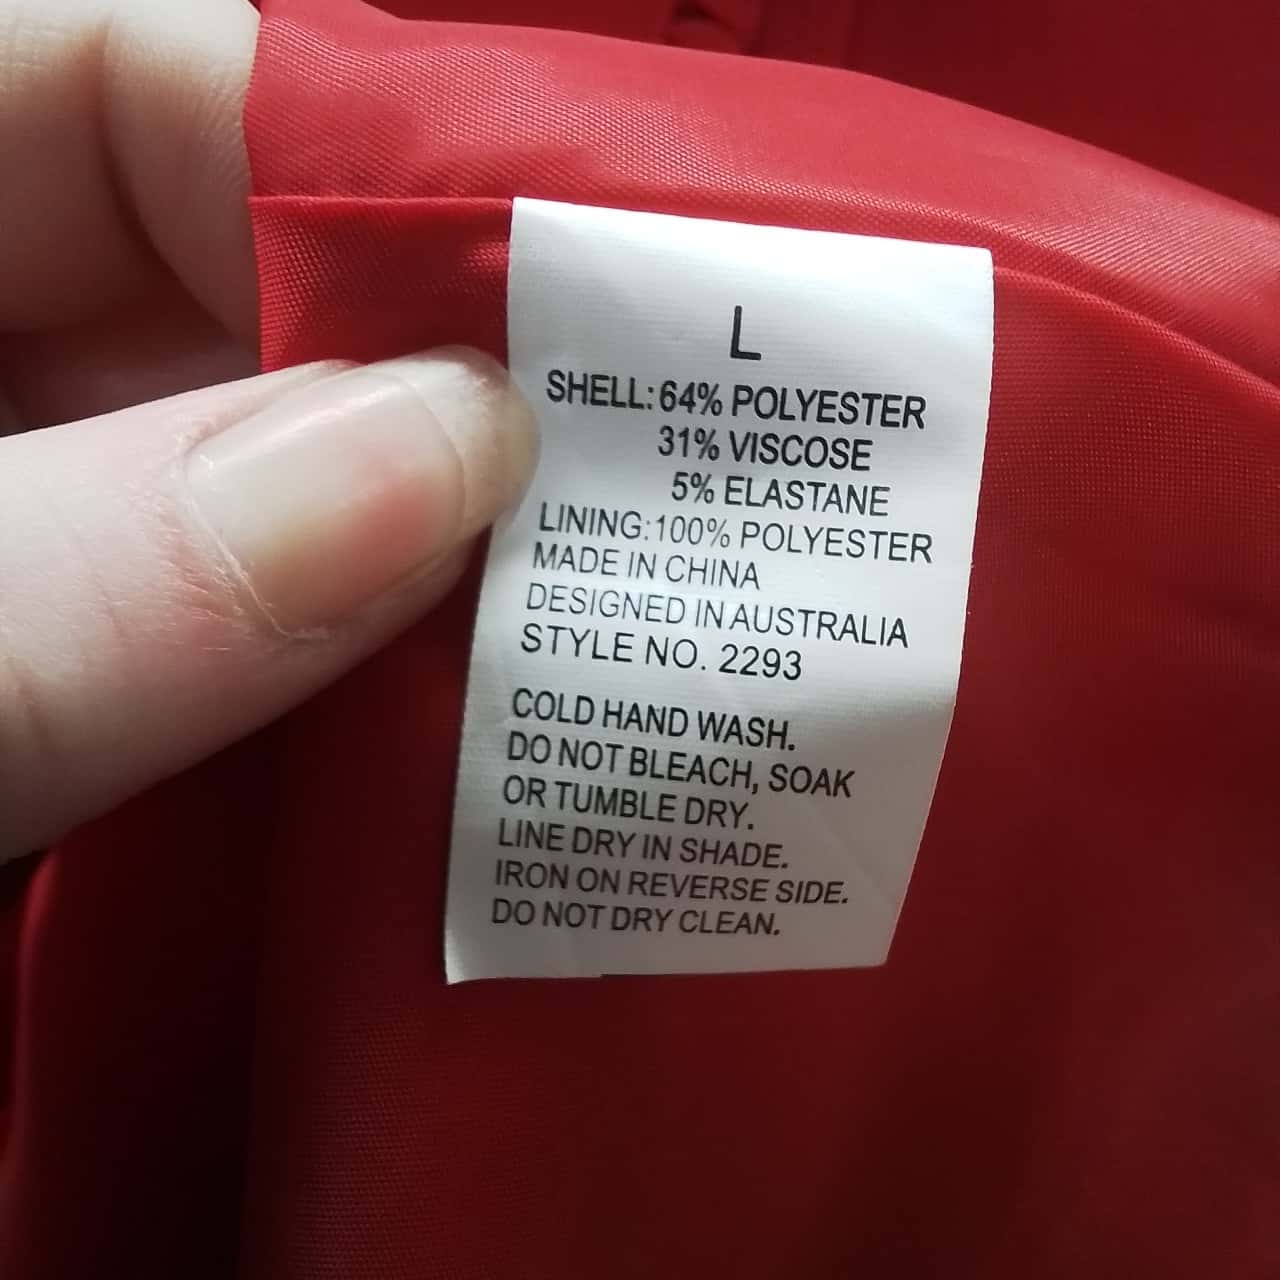 L
SHELL:64% POLYESTER
31% VISCOSE
5% ELASTANE
LINING:100% POLYESTER
MADE IN CHINA
DESIGNED IN AUSTRALIA
STYLE NO. 2293
COLD HAND WASH.
DO NOT BLEACH, SOAK
OR TUMBLE DRY.
LINE DRY IN SHADE.
IRON ON REVERSE SIDE.
DO NOT DRY CLEAN.